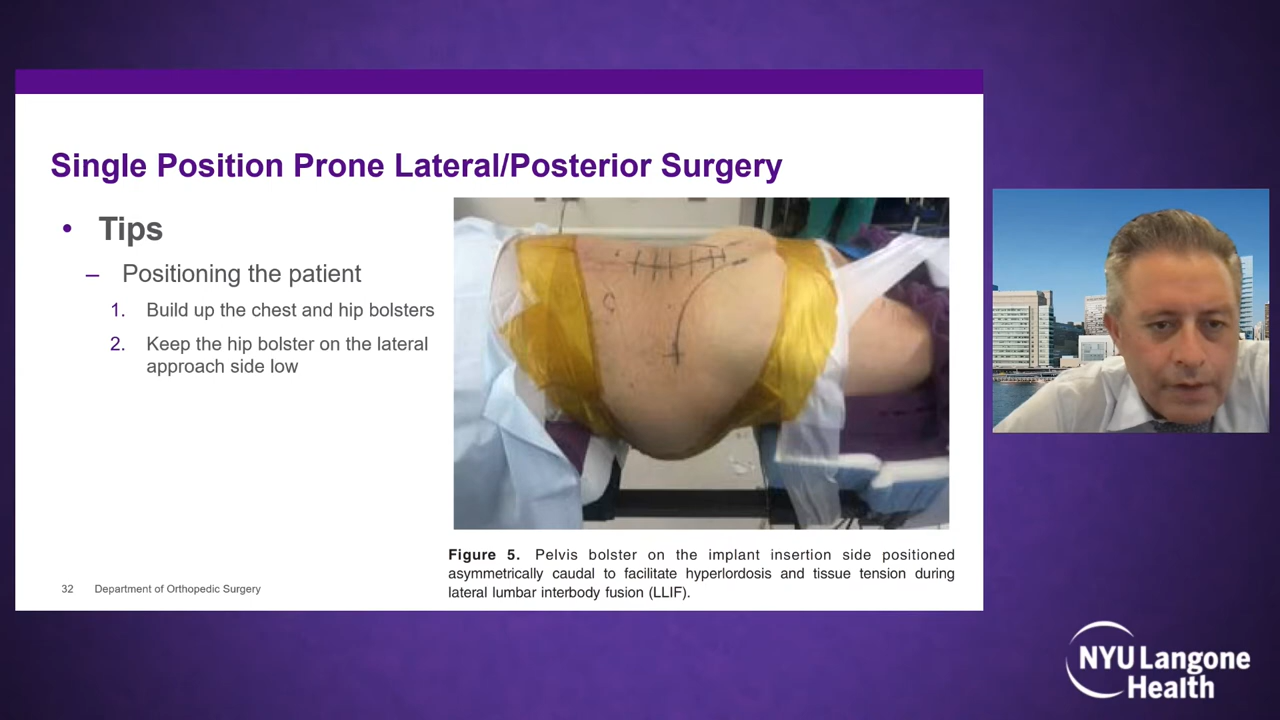 Single Position Prone Lateral/Posterior Surgery
• Tips
– Positioning the patient
1. Build up the chest and hip bolsters
2. Keep the hip bolster on the lateral
approach side low
Figure 5. Pelvis bolster on the implant insertion side positioned
asymmetrically caudal to facilitate hyperlordosis and tissue tension during
lateral lumbar interbody fusion (LLIF).
32 Department of Orthopedic Surgery
NYU Langone
Health